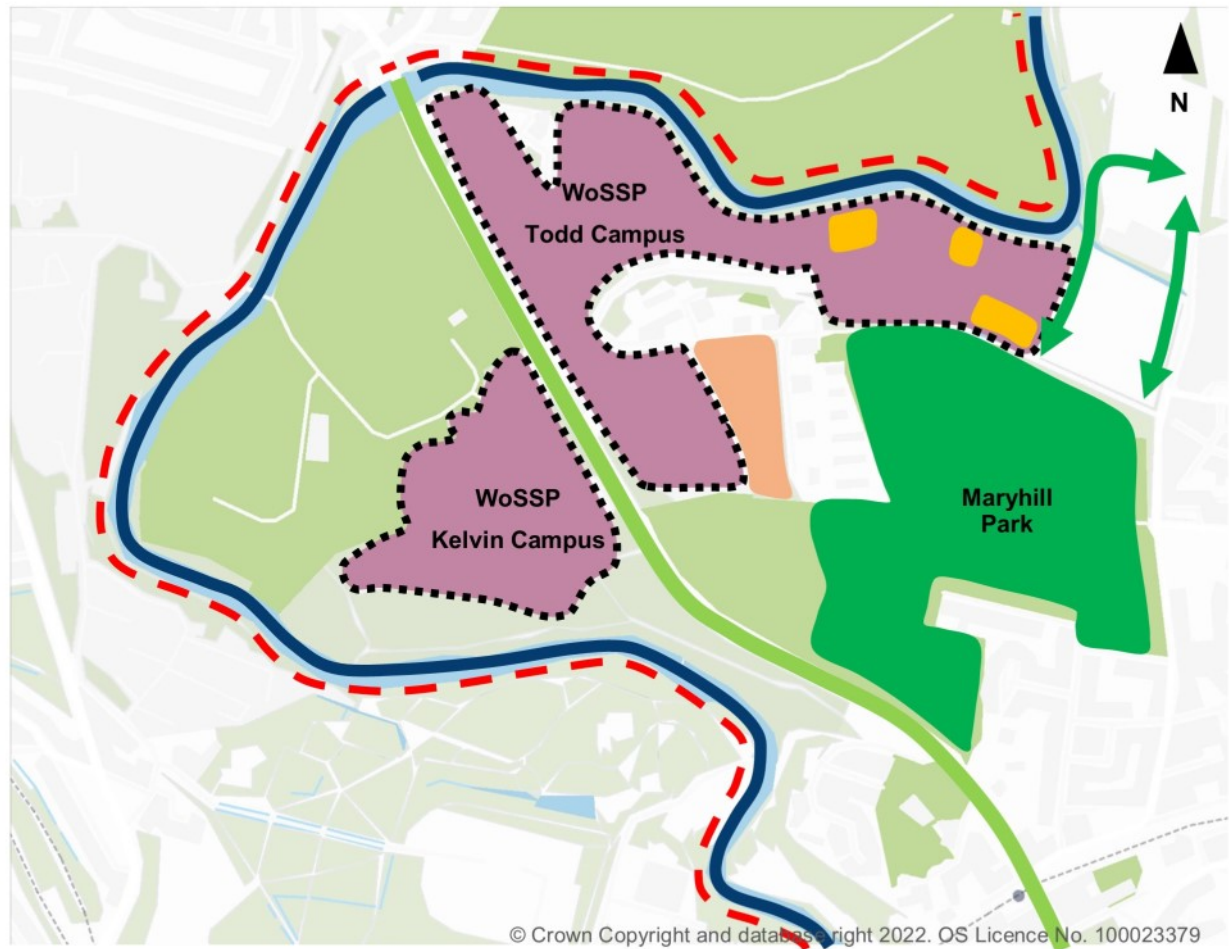 N
WoSSP
Todd Campus
WoSSP
Kelvin Campus
Maryhill
Park
© Crown Copyright and database right 2022. OS Licence No. 100023379